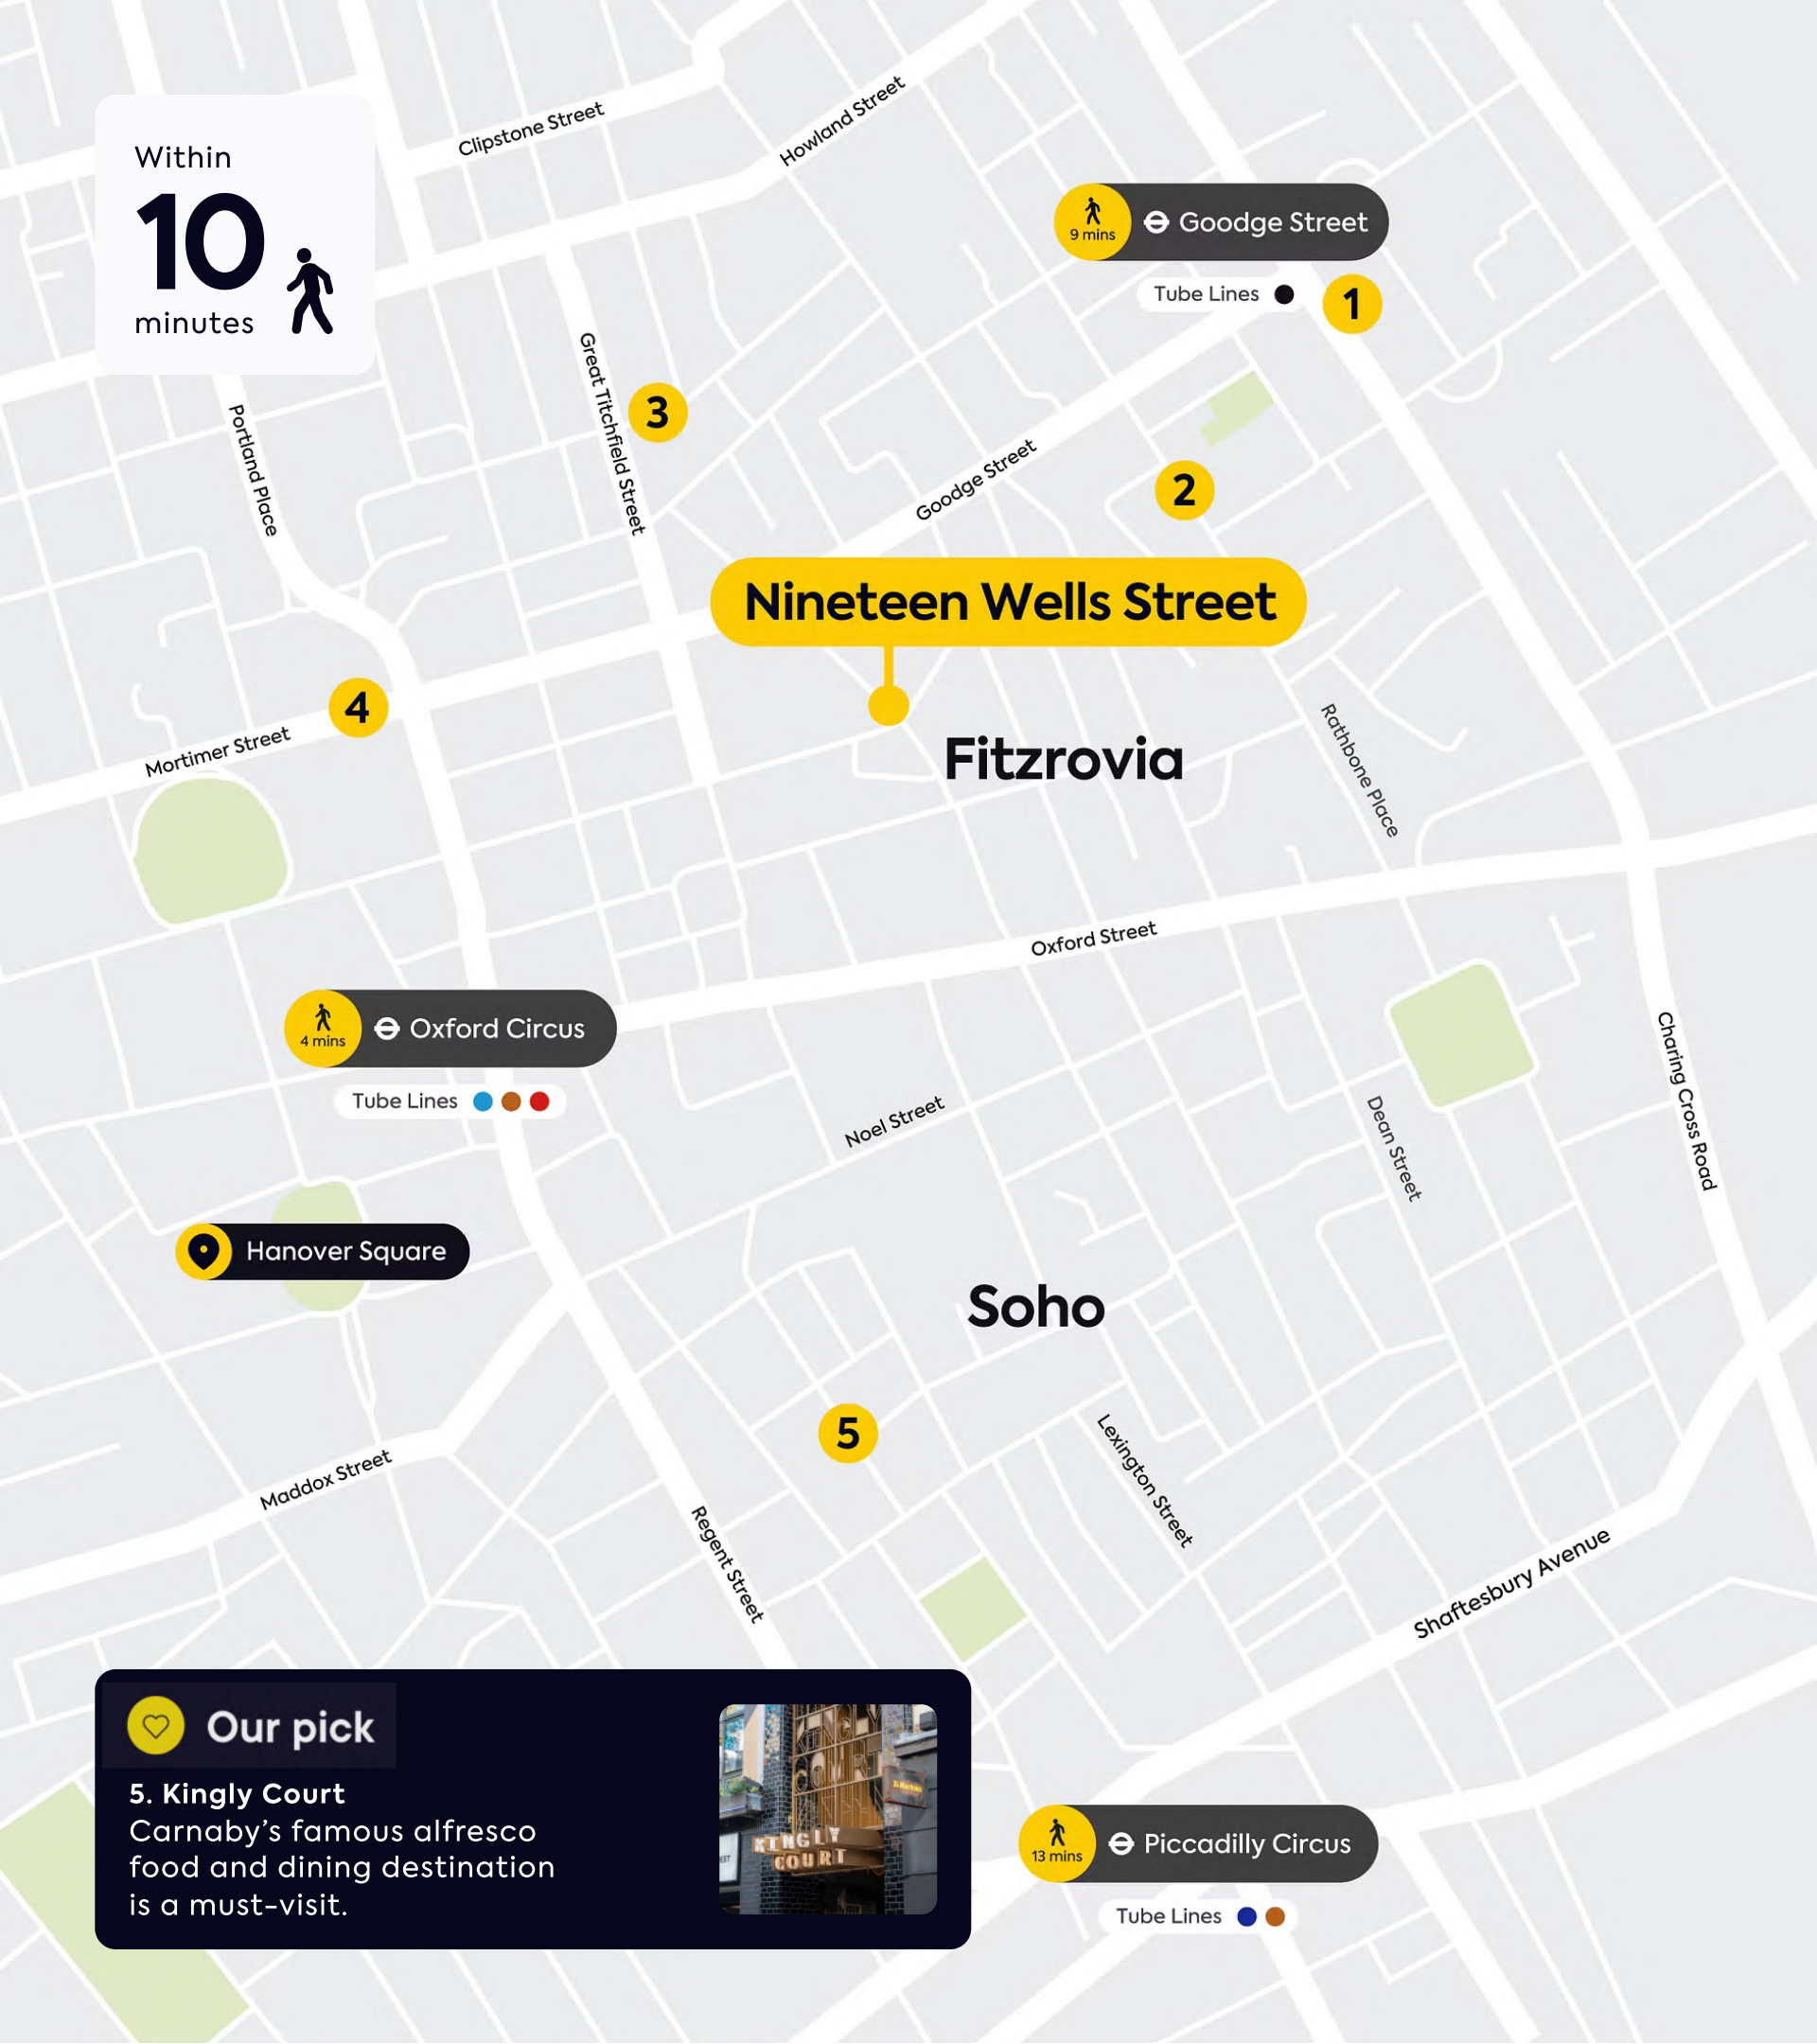 Clipstone Street
Howland Street
Within
10
minutes
9 mins
Goodge Street
Tube Lines
1
Great Titchfield Street
3
Portland Place
Goodge Street
2
Nineteen Wells Street
4
Mortimer Street
Fitzrovia
Rathbone Place
Oxford Street
4 mins
Oxford Circus
Tube Lines
Charing Cross Road
Noel Street
Dean Street
Hanover Square
Soho
5
Lexington Street
Maddox Street
Regent Street
Shaftesbury Avenue
Our pick
5. Kingly Court
Carnaby's famous alfresco
food and dining destination
is a must-visit.
KINGLY
COURT
KINGLY
COURT
13 mins
Piccadilly Circus
Tube Lines